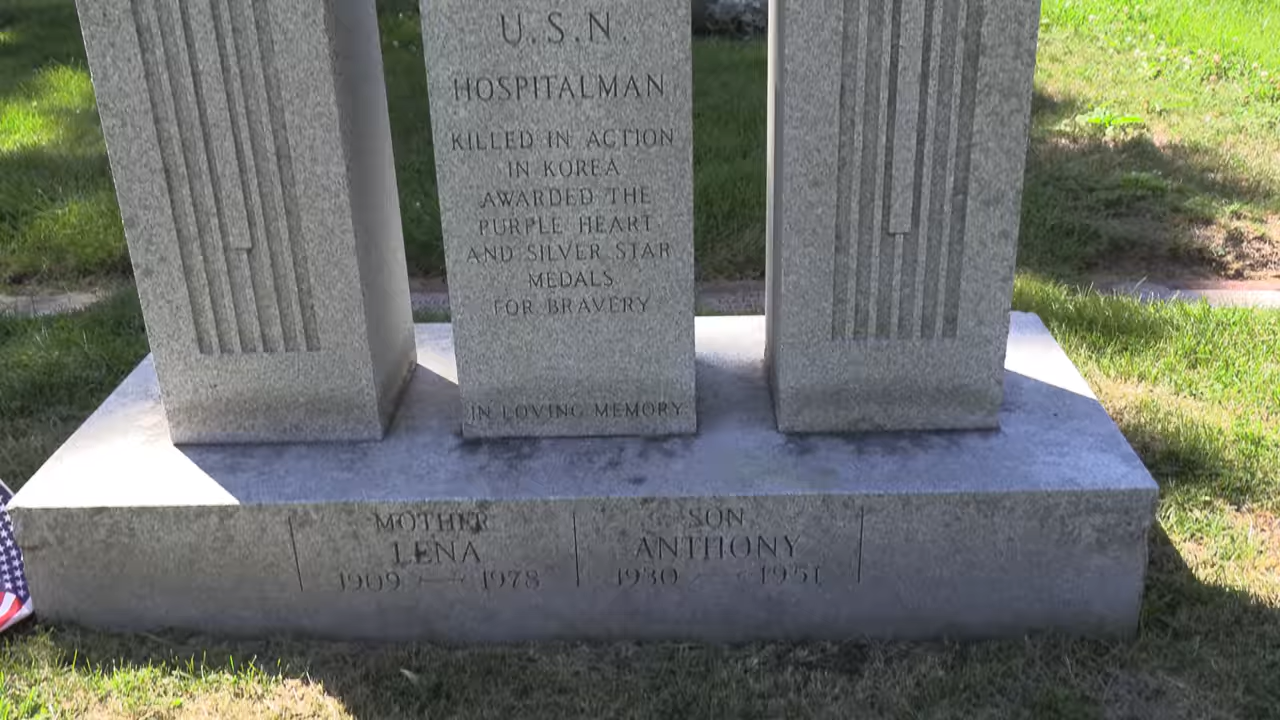 U.S.N.
HOSPITALMAN
KILLED IN ACTION
IN KOREA
AWARDED THE
PURPLE HEART
AND SILVER STAR
MEDALS
FOR BRAVERY
IN LOVING MEMORY
MOTHER
LENA
1909 — 1978
SON
ANTHONY
1930 — 1951